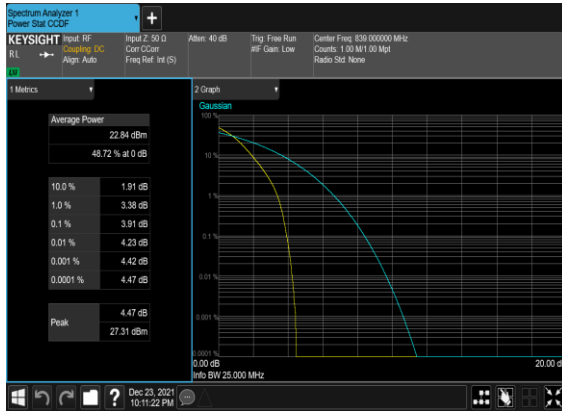 Spectrum Analyzer 1
Power Stat CCDF
+
KEYSIGHT Input: RF Input Z: 50 Ω Atten: 40 dB Trig: Free Run Center Freq: 839.000000 MHz
RL Coupling: DC Corr CCorr #IF Gain: Low Counts: 1.00 M/1.00 Mpt
Align: Auto Freq Ref: Int (S) Radio Std: None
1 Metrics
2 Graph
Average Power
22.84 dBm
48.72 % at 0 dB
10.0 % 1.91 dB
1.0 % 3.38 dB
0.1 % 3.91 dB
0.01 % 4.23 dB
0.001 % 4.42 dB
0.0001 % 4.47 dB
Peak 4.47 dB
27.31 dBm
Gaussian
100 %
10 %
1 %
0.1 %
0.01 %
0.001 %
0.0001 %
0.00 dB 20.00 d
Info BW 25.000 MHz
? Dec 23, 2021
10:11:22 PM